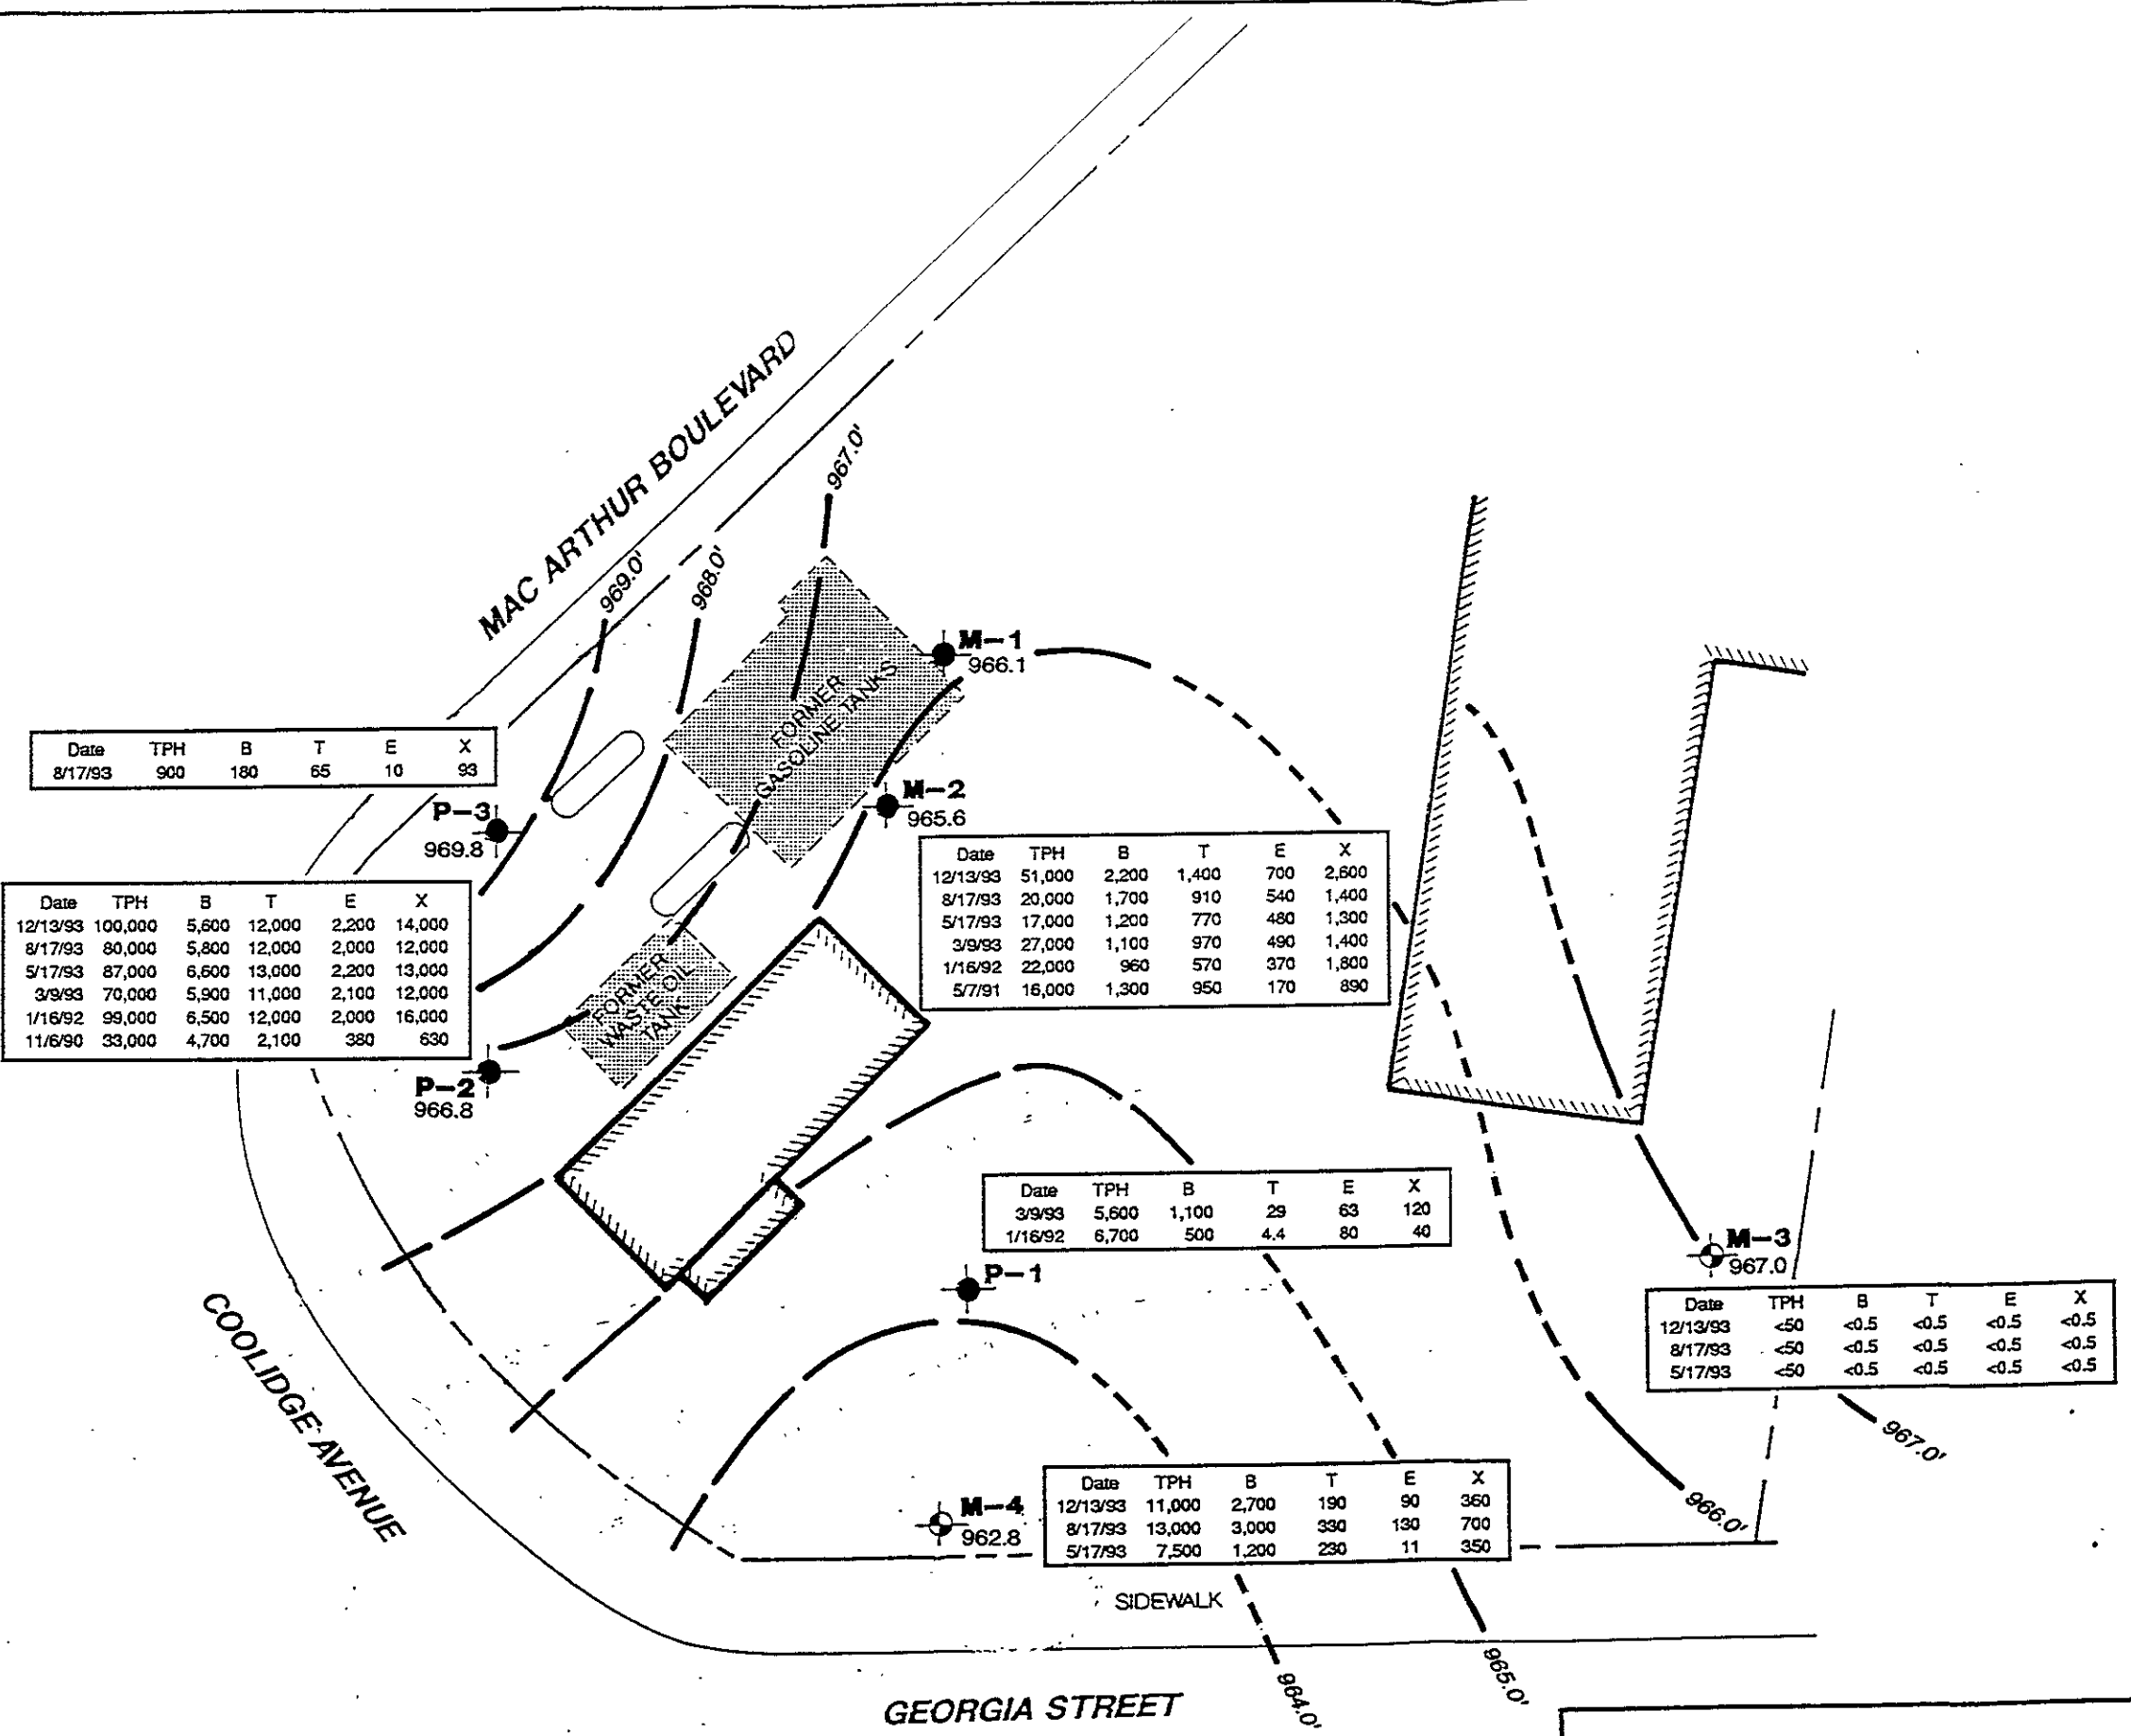 MAC ARTHUR BOULEVARD
967.0'
969.0'
968.0'
M-1
966.1
FORMER
GASOLINE TANKS
Date TPH B T E X
8/17/93 900 180 65 10 93
P-3
969.8
M-2
965.6
Date TPH B T E X
12/13/93 51,000 2,200 1,400 700 2,600
8/17/93 20,000 1,700 910 540 1,400
5/17/93 17,000 1,200 770 480 1,300
3/9/93 27,000 1,100 970 490 1,400
1/16/92 22,000 960 570 370 1,800
5/7/91 16,000 1,300 950 170 890
Date TPH B T E X
12/13/93 100,000 5,600 12,000 2,200 14,000
8/17/93 80,000 5,800 12,000 2,000 12,000
5/17/93 87,000 6,600 13,000 2,200 13,000
3/9/93 70,000 5,900 11,000 2,100 12,000
1/16/92 99,000 6,500 12,000 2,000 16,000
11/6/90 33,000 4,700 2,100 380 630
FORMER
WASTE OIL
TANK
P-2
966.8
Date TPH B T E X
3/9/93 5,600 1,100 29 63 120
1/16/92 6,700 500 4.4 80 40
P-1
M-3
967.0
Date TPH B T E X
12/13/93 <50 <0.5 <0.5 <0.5 <0.5
8/17/93 <50 <0.5 <0.5 <0.5 <0.5
5/17/93 <50 <0.5 <0.5 <0.5 <0.5
967.0'
COOLIDGE AVENUE
M-4
962.8
Date TPH B T E X
12/13/93 11,000 2,700 190 90 360
8/17/93 13,000 3,000 330 130 700
5/17/93 7,500 1,200 230 11 350
966.0'
SIDEWALK
965.0'
964.0'
GEORGIA STREET